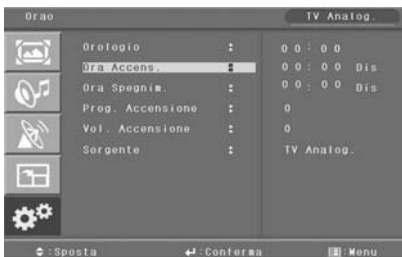 Orao TV Analog.
Orologio : 00:00
Ora Accens. : 00:00 Dis
Ora Spegnim. : 00:00 Dis
Prog. Accensione : 0
Vol. Accensione : 0
Sorgente : TV Analog.
:Sposta :Conferma :Menu